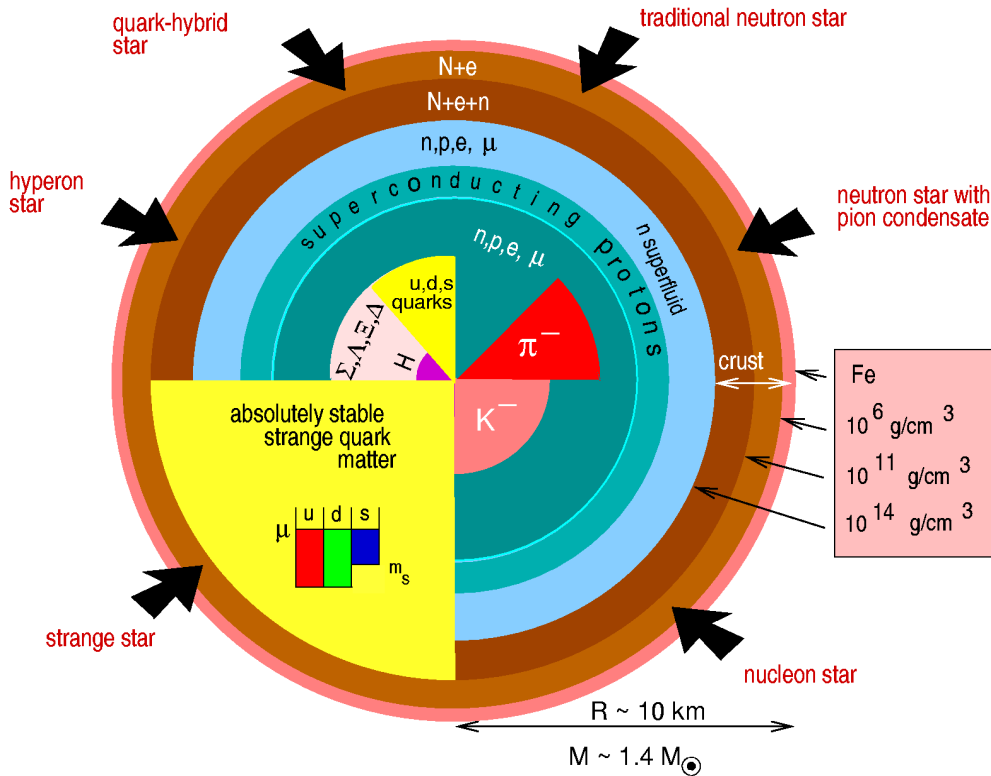 quark-hybrid
star
traditional neutron star
N+e
N+e+n
n,p,e, μ
hyperon
star
neutron star with
pion condensate
superconducting protons
n superfluid
n,p,e, μ
u,d,s
quarks
Σ,Λ,Ξ,Δ
H
π⁻
K⁻
crust
Fe
10⁶ g/cm³
10¹¹ g/cm³
10¹⁴ g/cm³
absolutely stable
strange quark
matter
u d s
μ
mₛ
strange star
nucleon star
R ~ 10 km
M ~ 1.4 M☉